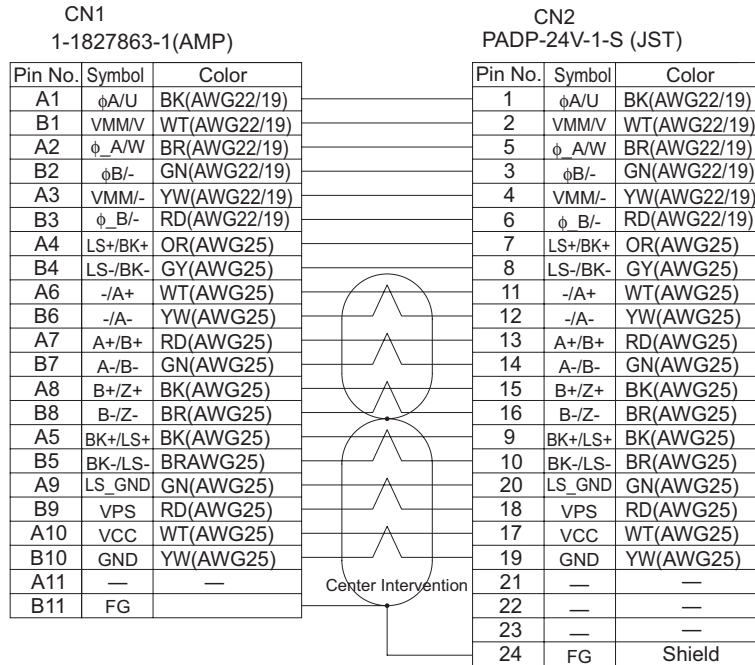 CN1 CN2
1-1827863-1(AMP) PADP-24V-1-S (JST)
Pin No. Symbol Color Pin No. Symbol Color
A1 ϕA/U BK(AWG22/19) 1 ϕA/U BK(AWG22/19)
B1 VMM/V WT(AWG22/19) 2 VMM/V WT(AWG22/19)
A2 ϕ_A/W BR(AWG22/19) 5 ϕ_A/W BR(AWG22/19)
B2 ϕB/- GN(AWG22/19) 3 ϕB/- GN(AWG22/19)
A3 VMM/- YW(AWG22/19) 4 VMM/- YW(AWG22/19)
B3 ϕ_B/- RD(AWG22/19) 6 ϕ_B/- RD(AWG22/19)
A4 LS+/BK+ OR(AWG25) 7 LS+/BK+ OR(AWG25)
B4 LS-/BK- GY(AWG25) 8 LS-/BK- GY(AWG25)
A6 -/A+ WT(AWG25) 11 -/A+ WT(AWG25)
B6 -/A- YW(AWG25) 12 -/A- YW(AWG25)
A7 A+/B+ RD(AWG25) 13 A+/B+ RD(AWG25)
B7 A-/B- GN(AWG25) 14 A-/B- GN(AWG25)
A8 B+/Z+ BK(AWG25) 15 B+/Z+ BK(AWG25)
B8 B-/Z- BR(AWG25) 16 B-/Z- BR(AWG25)
A5 BK+/LS+ BK(AWG25) 9 BK+/LS+ BK(AWG25)
B5 BK-/LS- BRAWG25) 10 BK-/LS- BR(AWG25)
A9 LS_GND GN(AWG25) 20 LS_GND GN(AWG25)
B9 VPS RD(AWG25) 18 VPS RD(AWG25)
A10 VCC WT(AWG25) 17 VCC WT(AWG25)
B10 GND YW(AWG25) 19 GND YW(AWG25)
A11 — — Center Intervention 21 — —
B11 FG 22 — —
23 — —
24 FG Shield